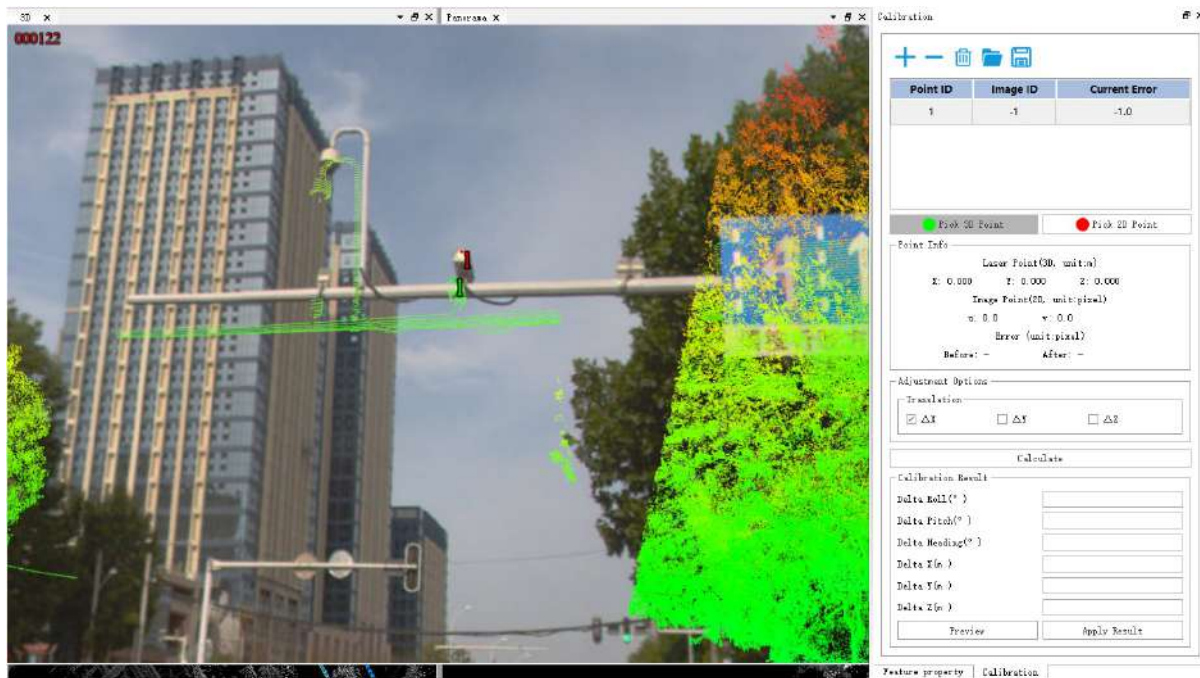 3D × Panorama × Calibration
000122
Point ID Image ID Current Error
1 -1 -1.0
Pick 3D Point Pick 2D Point
Point Info
Laser Point(3D, unit:m)
X: 0.000 Y: 0.000 Z: 0.000
Image Point(2D, unit:pixel)
u: 0.0 v: 0.0
Error (unit:pixel)
Before: - After: -
1
1
Adjustment Options
Translation
ΔX ΔY ΔZ
Calculate
Calibration Result
Delta Roll(°)
Delta Pitch(°)
Delta Heading(°)
Delta X(m)
Delta Y(m)
Delta Z(m)
Preview Apply Result
Feature property Calibration